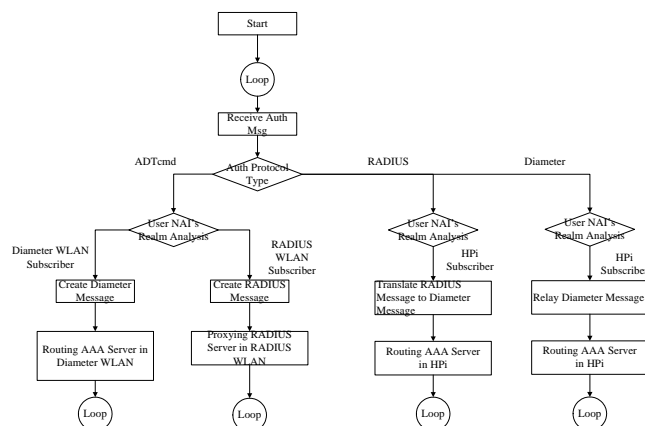 Start
Loop
Receive Auth
Msg
ADTcmd
RADIUS
Diameter
Auth Protocol
Type
User NAI's
Realm Analysis
User NAI's
Realm Analysis
User NAI's
Realm Analysis
Diameter WLAN
Subscriber
RADIUS
WLAN
Subscriber
HPi
Subscriber
HPi
Subscriber
Create Diameter
Message
Create RADIUS
Message
Translate RADIUS
Message to Diameter
Message
Relay Diameter Message
Routing AAA Server in
Diameter WLAN
Proxying RADIUS
Server in RADIUS
WLAN
Routing AAA Server
in HPi
Routing AAA Server
in HPi
Loop
Loop
Loop
Loop